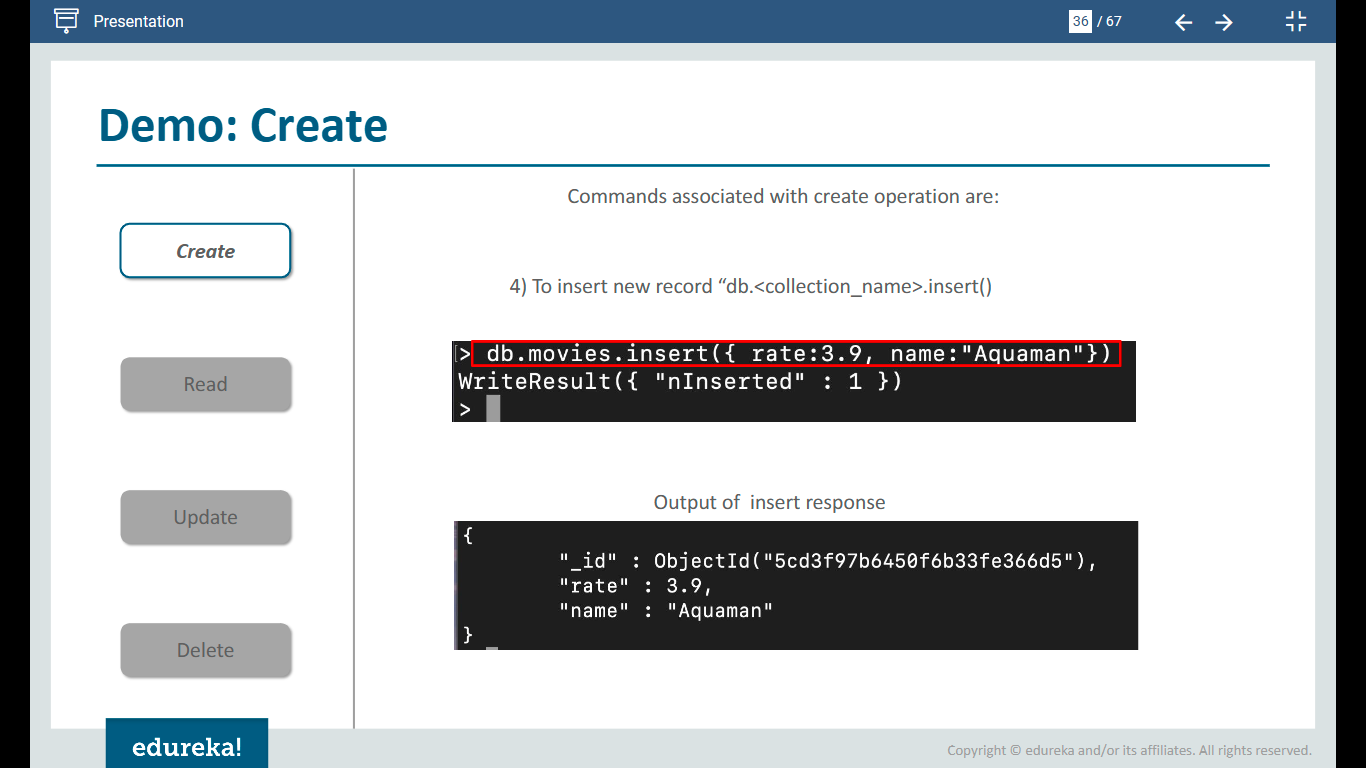 Presentation
36 / 67
Demo: Create
Create
Read
Update
Delete
Commands associated with create operation are:
4) To insert new record “db.<collection_name>.insert()
> db.movies.insert({ rate:3.9, name:"Aquaman"})
WriteResult({ "nInserted" : 1 })
>
Output of  insert response
{
"_id" : ObjectId("5cd3f97b6450f6b33fe366d5"),
"rate" : 3.9,
"name" : "Aquaman"
}
edureka!
Copyright © edureka and/or its affiliates. All rights reserved.